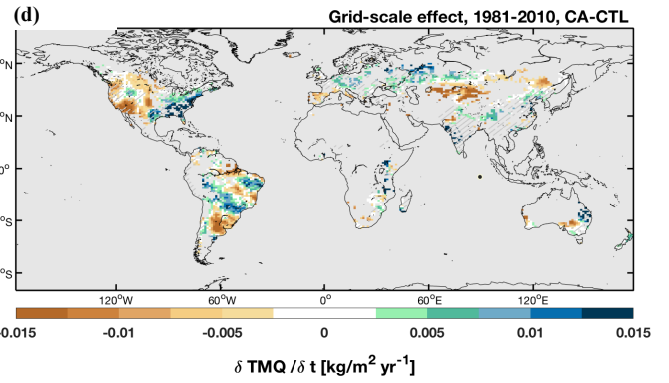 (d)
Grid-scale effect, 1981-2010, CA-CTL
°N
°N
0°
°S
°S
120°W 60°W 0° 60°E 120°E
0.015 -0.01 -0.005 0 0.005 0.01 0.015
δ TMQ /δ t [kg/m² yr⁻¹]